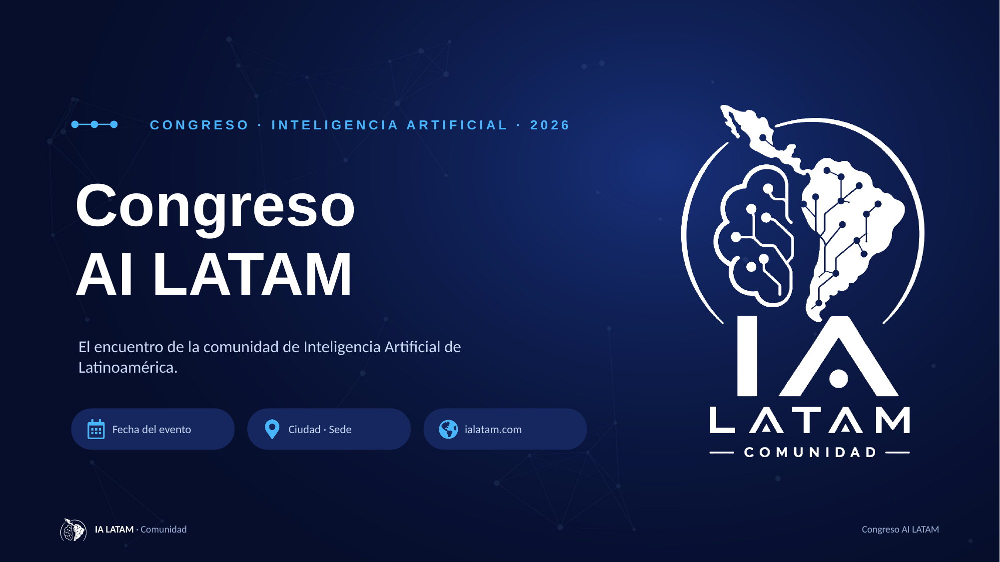 CONGRESO · INTELIGENCIA ARTIFICIAL · 2026
Congreso
AI LATAM
El encuentro de la comunidad de Inteligencia Artificial de
Latinoamérica.
Fecha del evento
Ciudad · Sede
ialatam.com
IA
LATAM
COMUNIDAD
IA LATAM · Comunidad
Congreso AI LATAM